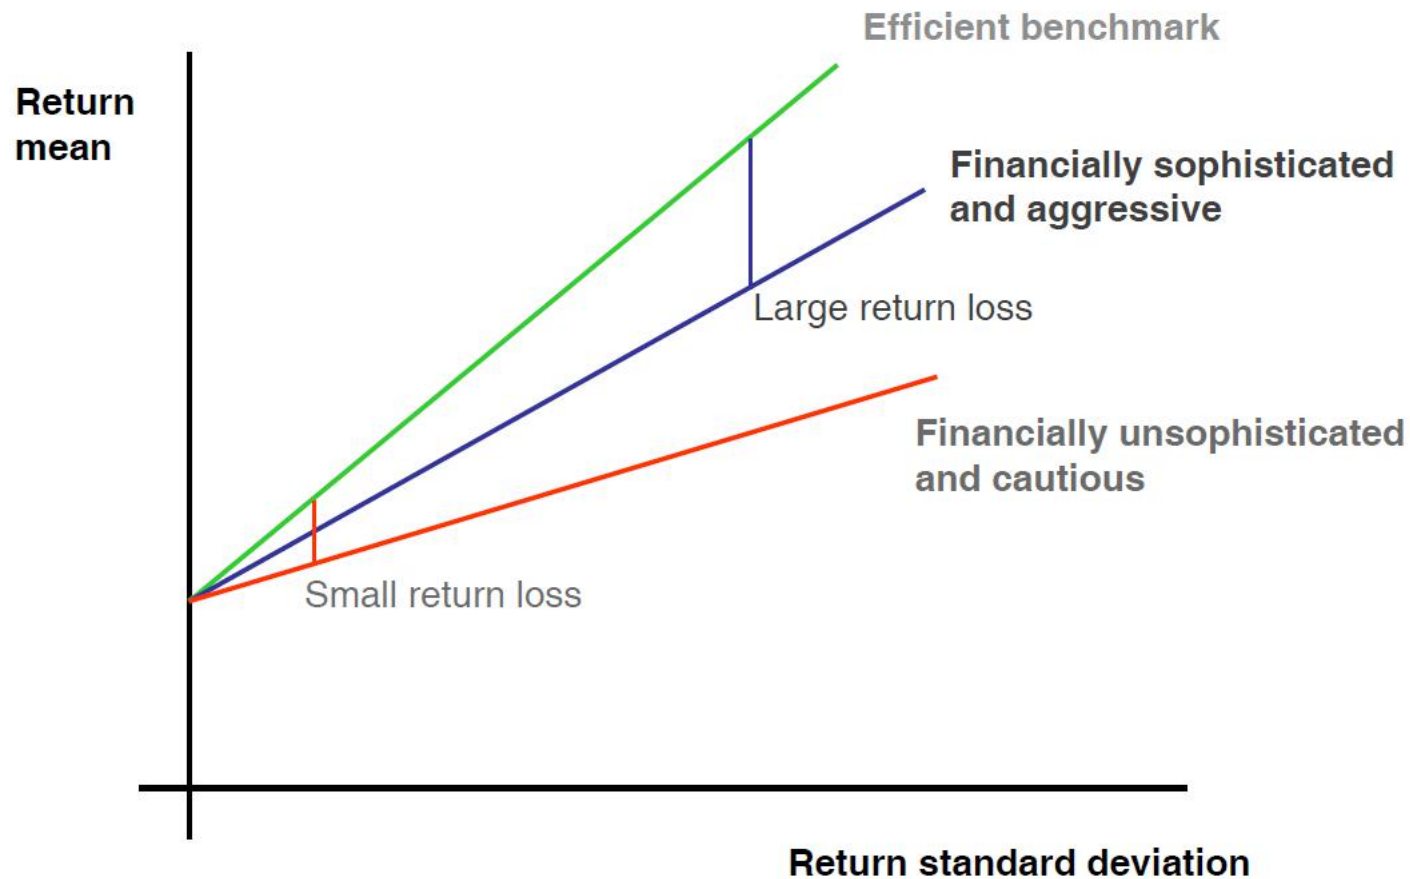 Efficient benchmark
Return
mean
Financially sophisticated
and aggressive
Large return loss
Financially unsophisticated
and cautious
Small return loss
Return standard deviation